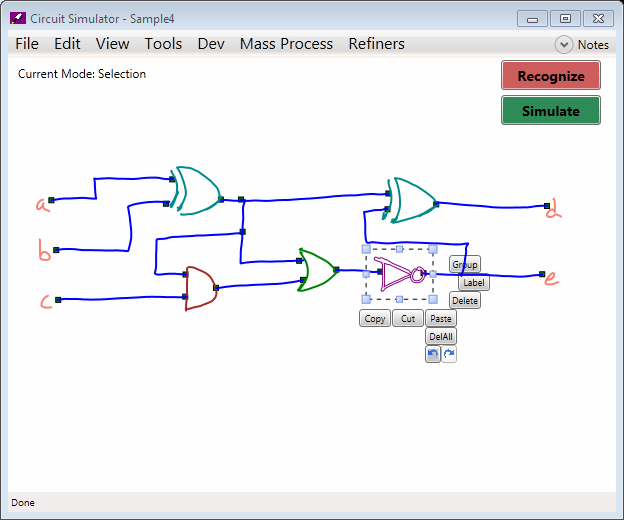 Circuit Simulator - Sample4
File Edit View Tools Dev Mass Process Refiners Notes
Current Mode: Selection
Recognize
Simulate
a
b
c
d
e
Group
Label
Delete
Copy Cut Paste
DelAll
Done